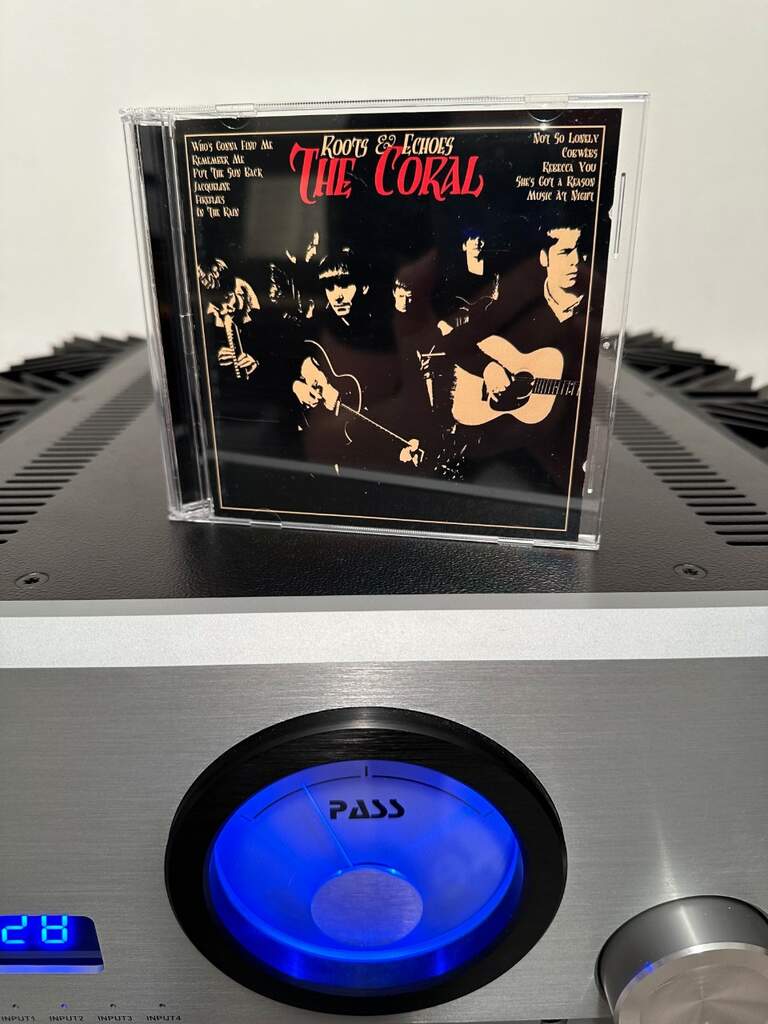 Roots & Echoes
The Coral
Who's Gonna Find Me
Remember Me
Put The Sun Back
Jacqueline
Fireflies
In The Rain
Not So Lonely
Cobwebs
Rebecca You
She's Got a Reason
Music At Night
PASS
28
INPUT1 INPUT2 INPUT3 INPUT4